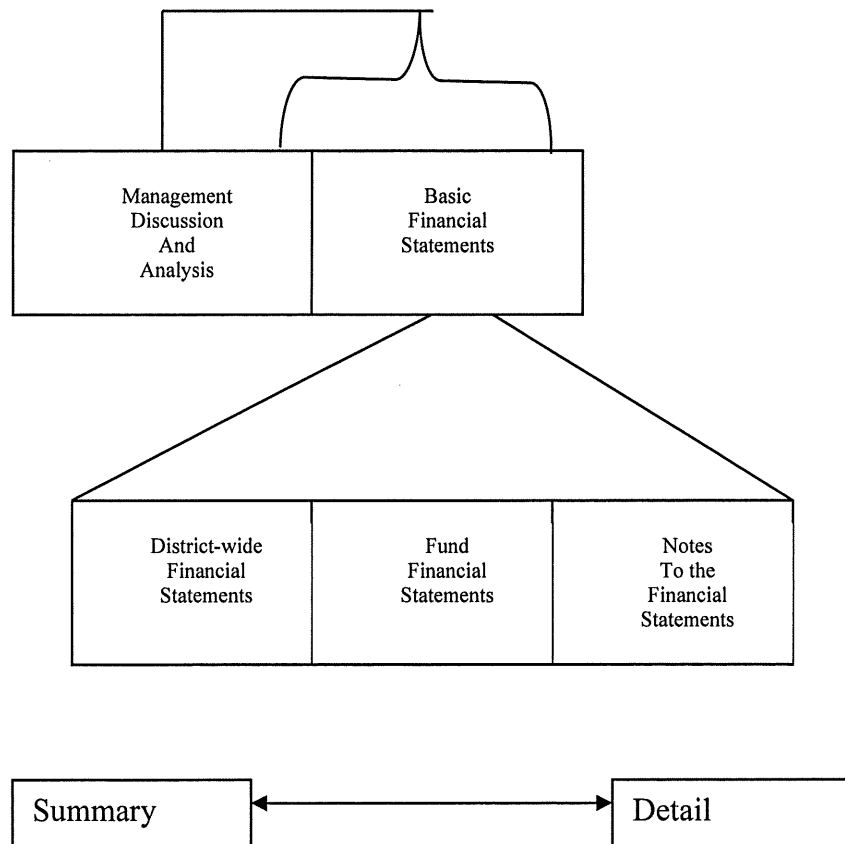 Management
Discussion
And
Analysis
Basic
Financial
Statements
District-wide
Financial
Statements
Fund
Financial
Statements
Notes
To the
Financial
Statements
Summary
Detail